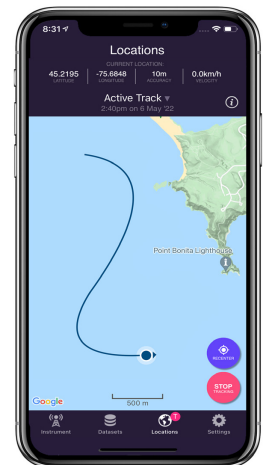 8:31
Locations
CURRENT LOCATION:
45.2195 -75.6848 10m 0.0km/h
LATITUDE LONGITUDE ACCURACY VELOCITY
Active Track ▼
2:40pm on 6 May '22
Point Bonita Lighthouse
RECENTER
STOP
TRACKING
Google
500 m
Instrument Datasets Locations Settings